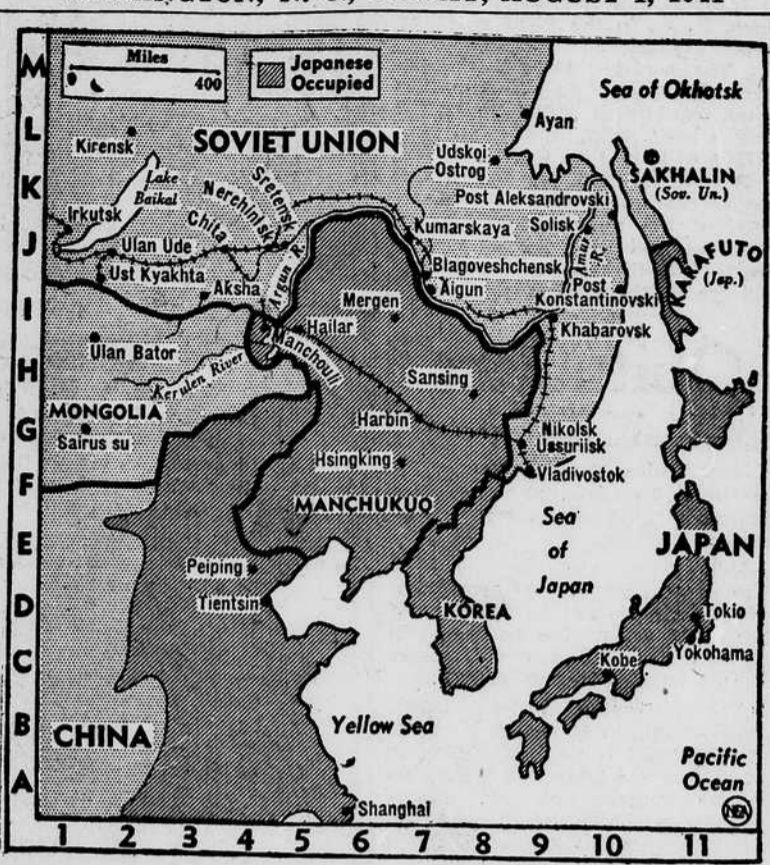 AUGUST
Miles
400
Japanese
Occupied
Sea of Okhotsk
M
L
K
J
I
H
G
F
E
D
C
B
A
SOVIET UNION
Kirensk
Lake
Baikal
Irkutsk
Nerchinsk
Sretensk
Chita
Ulan Ude
Ust Kyakhta
Aksha
Argun R.
Ayan
Udskoi
Ostrog
SAKHALIN
(Sov. Un.)
Post Aleksandrovski
Solisk
Kumarskaya
Amur
R.
KARAFUTO
(Jap.)
Blagoveshchensk
Aigun
Post
Konstantinovski
Khabarovsk
Mergen
Hailar
Manchouli
Ulan Bator
Kerulen River
MONGOLIA
Sairus su
Sansing
Harbin
Hsingking
Nikolsk
Ussuriisk
Vladivostok
MANCHUKUO
Sea
of
Japan
JAPAN
Peiping
Tientsin
KOREA
Tokio
Yokohama
Kobe
CHINA
Yellow Sea
Pacific
Ocean
Shanghai
NEA
1 2 3 4 5 6 7 8 9 10 11